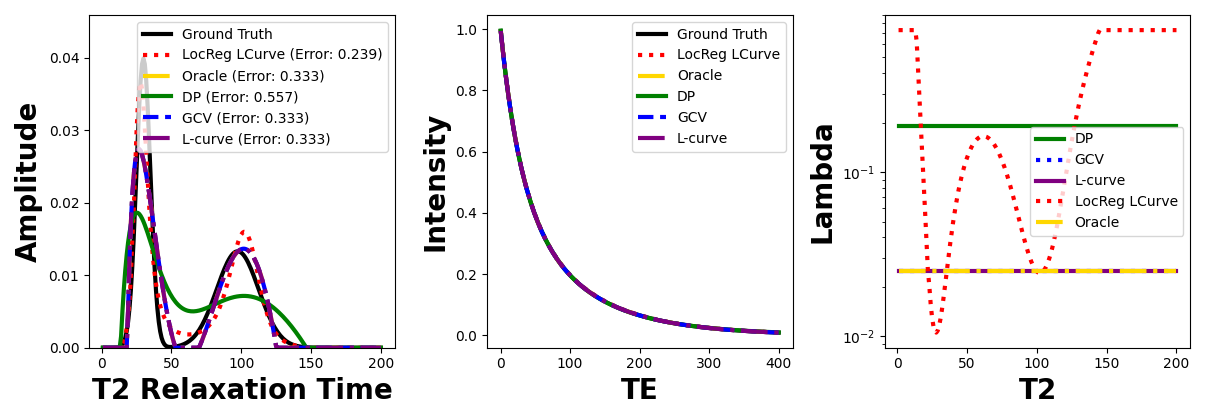 Amplitude
0.04
0.03
0.02
0.01
0.00
0
50
100
150
200
T2 Relaxation Time
Ground Truth
LocReg LCurve (Error: 0.239)
Oracle (Error: 0.333)
DP (Error: 0.557)
GCV (Error: 0.333)
L-curve (Error: 0.333)
Intensity
1.0
0.8
0.6
0.4
0.2
0.0
0
100
200
300
400
TE
Ground Truth
LocReg LCurve
Oracle
DP
GCV
L-curve
Lambda
10⁻¹
10⁻²
0
50
100
150
200
T2
DP
GCV
L-curve
LocReg LCurve
Oracle